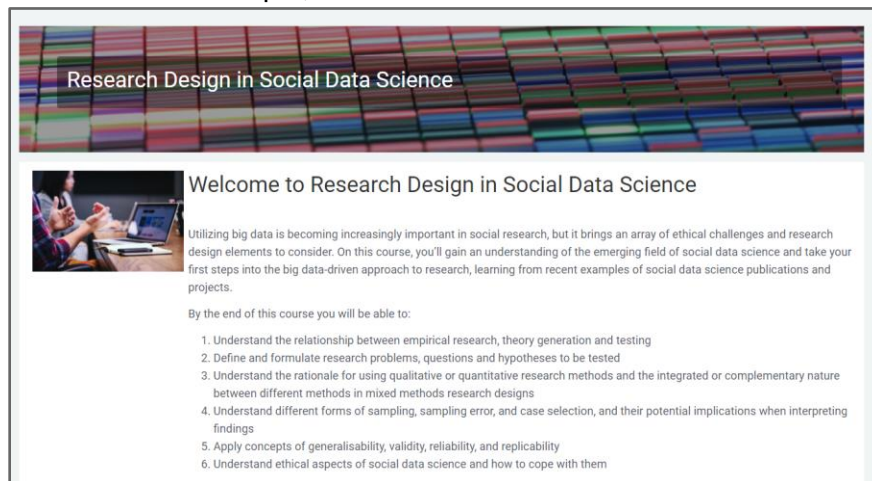 Research Design in Social Data Science
Welcome to Research Design in Social Data Science
Utilizing big data is becoming increasingly important in social research, but it brings an array of ethical challenges and research
design elements to consider. On this course, you'll gain an understanding of the emerging field of social data science and take your
first steps into the big data-driven approach to research, learning from recent examples of social data science publications and
projects.
By the end of this course you will be able to:
1. Understand the relationship between empirical research, theory generation and testing
2. Define and formulate research problems, questions and hypotheses to be tested
3. Understand the rationale for using qualitative or quantitative research methods and the integrated or complementary nature
between different methods in mixed methods research designs
4. Understand different forms of sampling, sampling error, and case selection, and their potential implications when interpreting
findings
5. Apply concepts of generalisability, validity, reliability, and replicability
6. Understand ethical aspects of social data science and how to cope with them